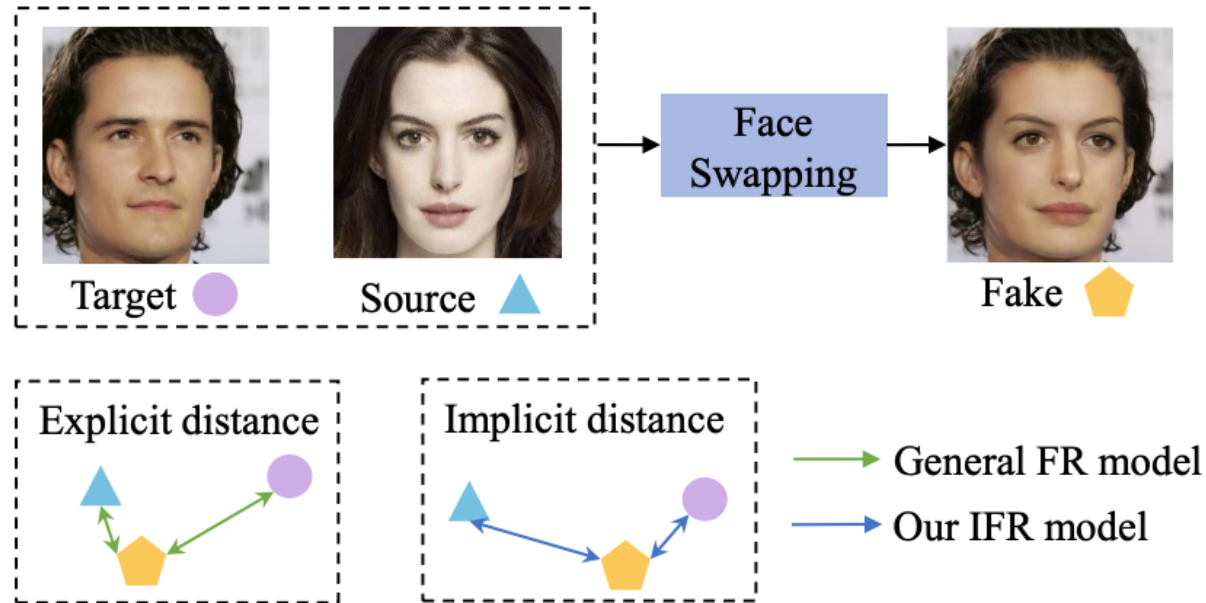 Target
Source
Face
Swapping
Fake
Explicit distance
Implicit distance
General FR model
Our IFR model